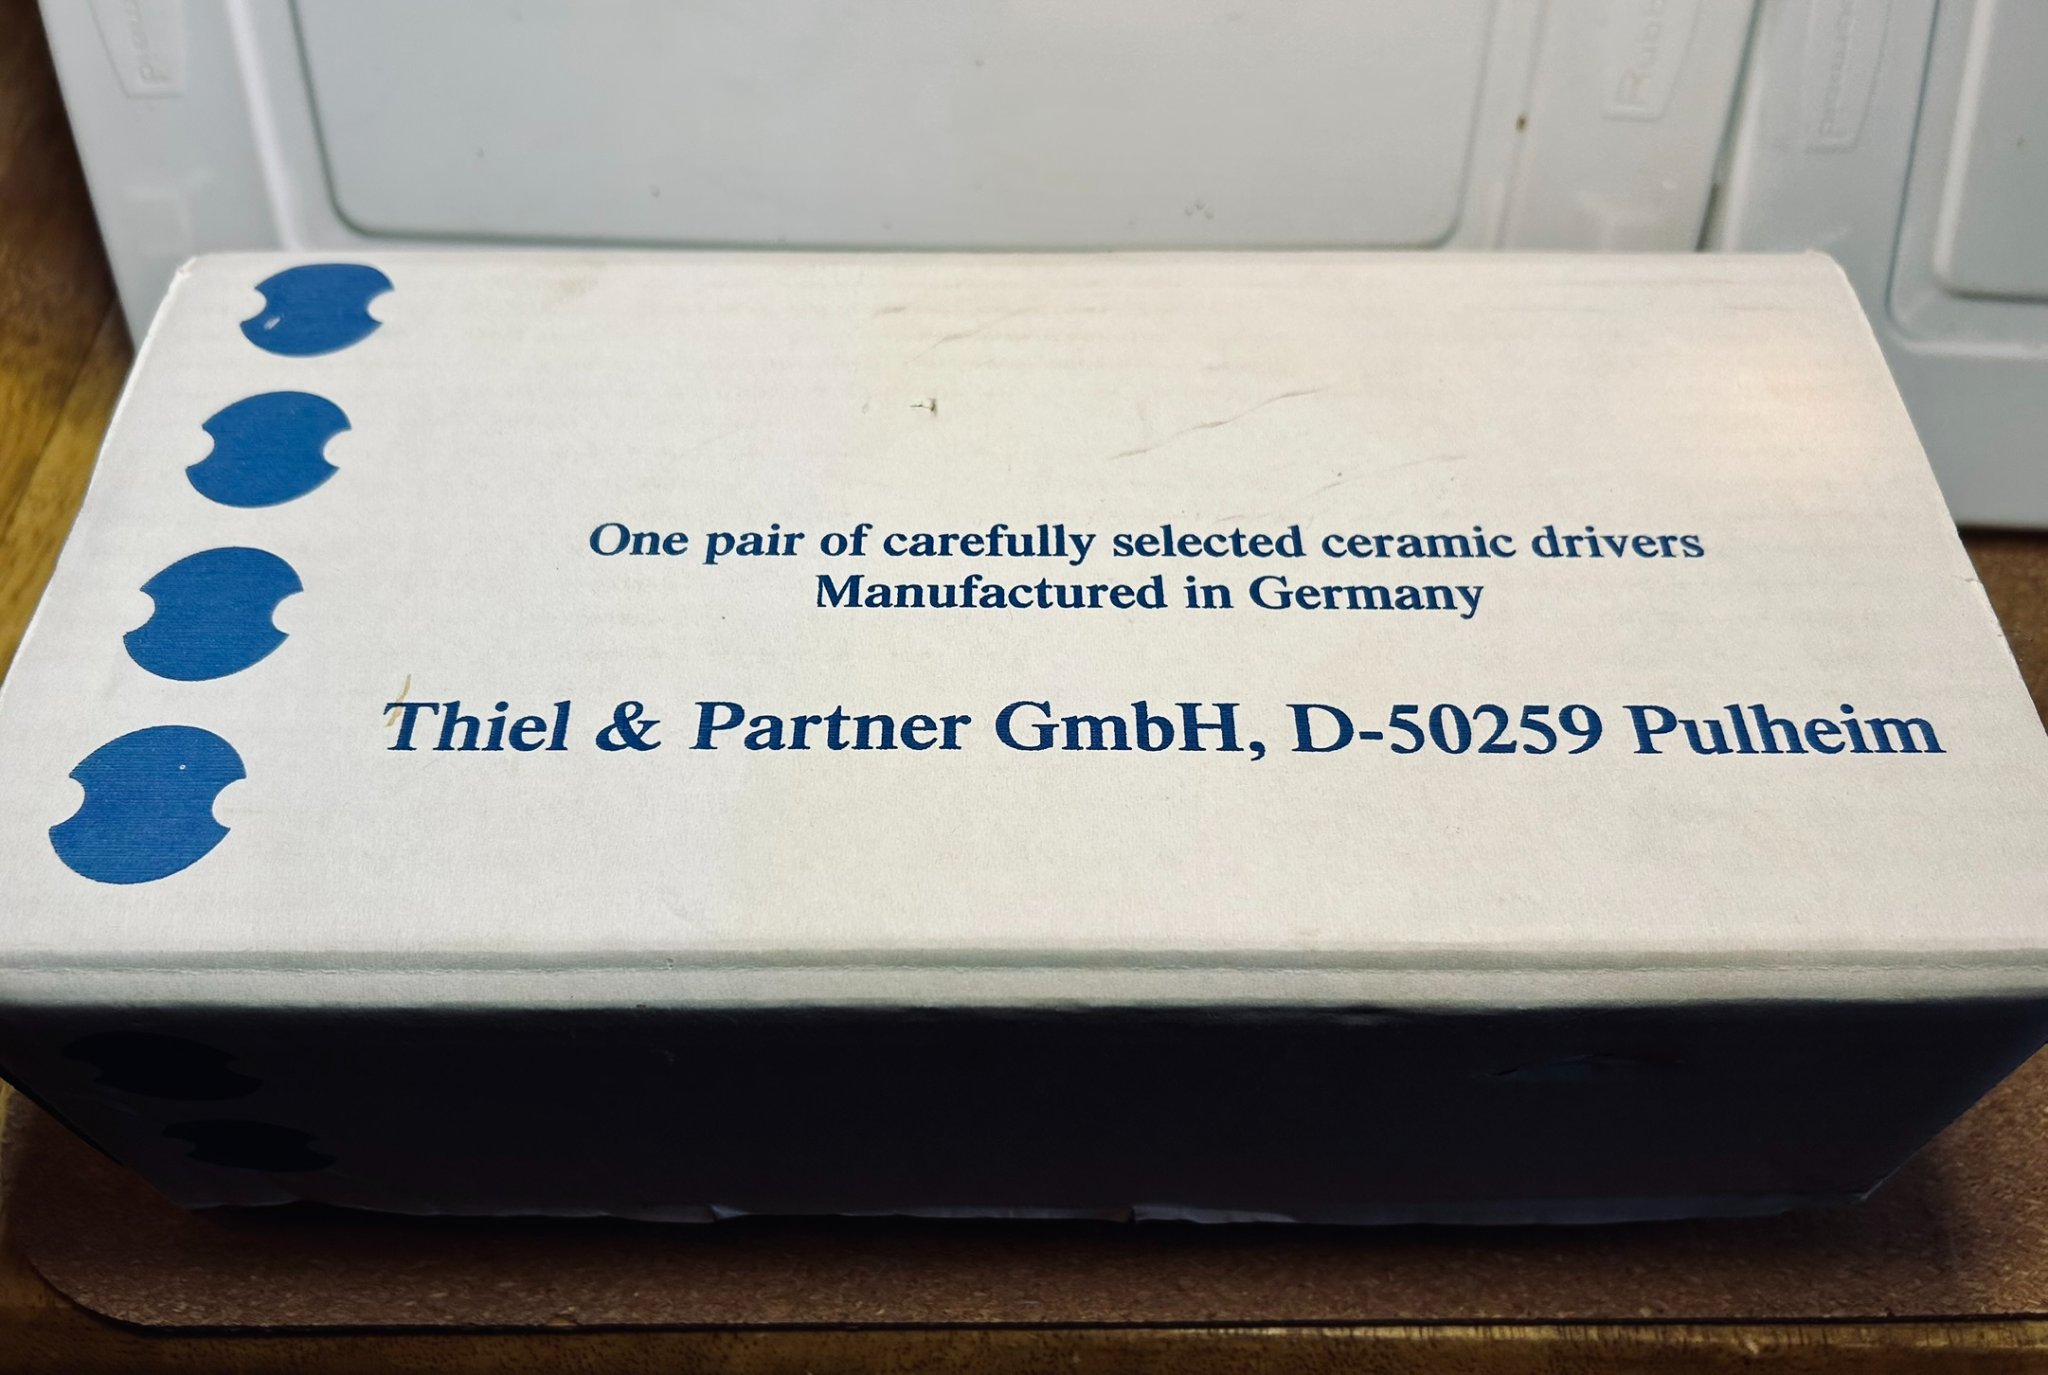 One pair of carefully selected ceramic drivers
Manufactured in Germany
Thiel & Partner GmbH, D-50259 Pulheim